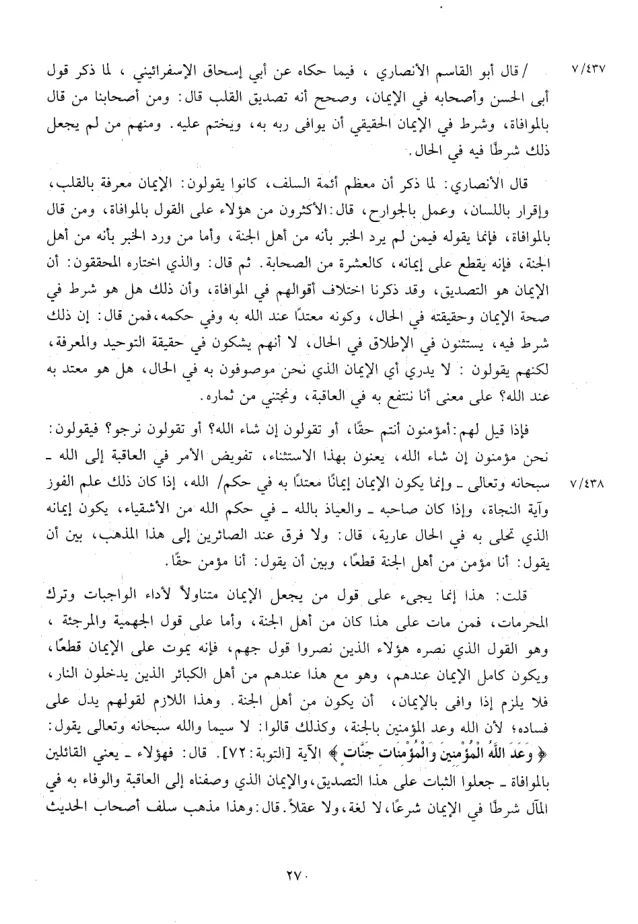 ٧/٤٣٧
/ قال أبو القاسم الأنصاري ، فيما حكاه عن أبي إسحاق الإسفرائيني ، لما ذكر قول
أبى الحسن وأصحابه في الإيمان، وصحح أنه تصديق القلب قال: ومن أصحابنا من قال
بالموافاة، وشرط في الإيمان الحقيقي أن يوافى ربه به، ويختم عليه. ومنهم من لم يجعل
ذلك شرطًا فيه في الحال.
قال الأنصاري: لما ذكر أن معظم أئمة السلف، كانوا يقولون: الإيمان معرفة بالقلب،
وإقرار باللسان، وعمل بالجوارح، قال:الأكثرون من هؤلاء على القول بالموافاة، ومن قال
بالموافاة، فإنما يقوله فيمن لم يرد الخبر بأنه من أهل الجنة، وأما من ورد الخبر بأنه من أهل
الجنة، فإنه يقطع على إيمانه، كالعشرة من الصحابة. ثم قال: والذي اختاره المحققون: أن
الإيمان هو التصديق، وقد ذكرنا اختلاف أقوالهم في الموافاة، وأن ذلك هل هو شرط في
صحة الإيمان وحقيقته في الحال، وكونه معتدًا عند الله به وفي حكمه،فمن قال: إن ذلك
شرط فيه، يستثنون في الإطلاق في الحال، لا أنهم يشكون في حقيقة التوحيد والمعرفة،
لكنهم يقولون : لا يدري أي الإيمان الذي نحن موصوفون به في الحال، هل هو معتد به
عند الله؟ على معنى أنا ننتفع به في العاقبة، ونجتني من ثماره.
فإذا قيل لهم:أمؤمنون أنتم حقًا، أو تقولون إن شاء الله؟ أو تقولون نرجو؟ فيقولون:
نحن مؤمنون إن شاء الله، يعنون بهذا الاستثناء، تفويض الأمر في العاقبة إلى الله ـ
٧/٤٣٨
سبحانه وتعالى ـ وإنما يكون الإيمان إيمانًا معتدًا به في حكم/ الله، إذا كان ذلك علم الفوز
وآية النجاة، وإذا كان صاحبه ـ والعياذ بالله ـ في حكم الله من الأشقياء، يكون إيمانه
الذي تحلى به في الحال عارية، قال: ولا فرق عند الصائرين إلى هذا المذهب، بين أن
يقول: أنا مؤمن من أهل الجنة قطعًا، وبين أن يقول: أنا مؤمن حقًا.
قلت: هذا إنما يجيء على قول من يجعل الإيمان متناولاً لأداء الواجبات وترك
المحرمات، فمن مات على هذا كان من أهل الجنة، وأما على قول الجهمية والمرجئة ،
وهو القول الذي نصره هؤلاء الذين نصروا قول جهم، فإنه يموت على الإيمان قطعًا،
ويكون كامل الإيمان عندهم، وهو مع هذا عندهم من أهل الكبائر الذين يدخلون النار،
فلا يلزم إذا وافى بالإيمان، أن يكون من أهل الجنة. وهذا اللازم لقولهم يدل على
فساده؛ لأن الله وعد المؤمنين بالجنة، وكذلك قالوا: لا سيما والله سبحانه وتعالى يقول:
﴿ وَعَدَ اللَّهُ الْمُؤْمِنِينَ وَالْمُؤْمِنَاتِ جَنَّاتٍ ﴾ الآية [التوبة:٧٢]. قال: فهؤلاء ـ يعني القائلين
بالموافاة ـ جعلوا الثبات على هذا التصديق،والإيمان الذي وصفناه إلى العاقبة والوفاء به في
المآل شرطًا في الإيمان شرعًا،لا لغة،ولا عقلاً.قال:وهذا مذهب سلف أصحاب الحديث
٢٧٠